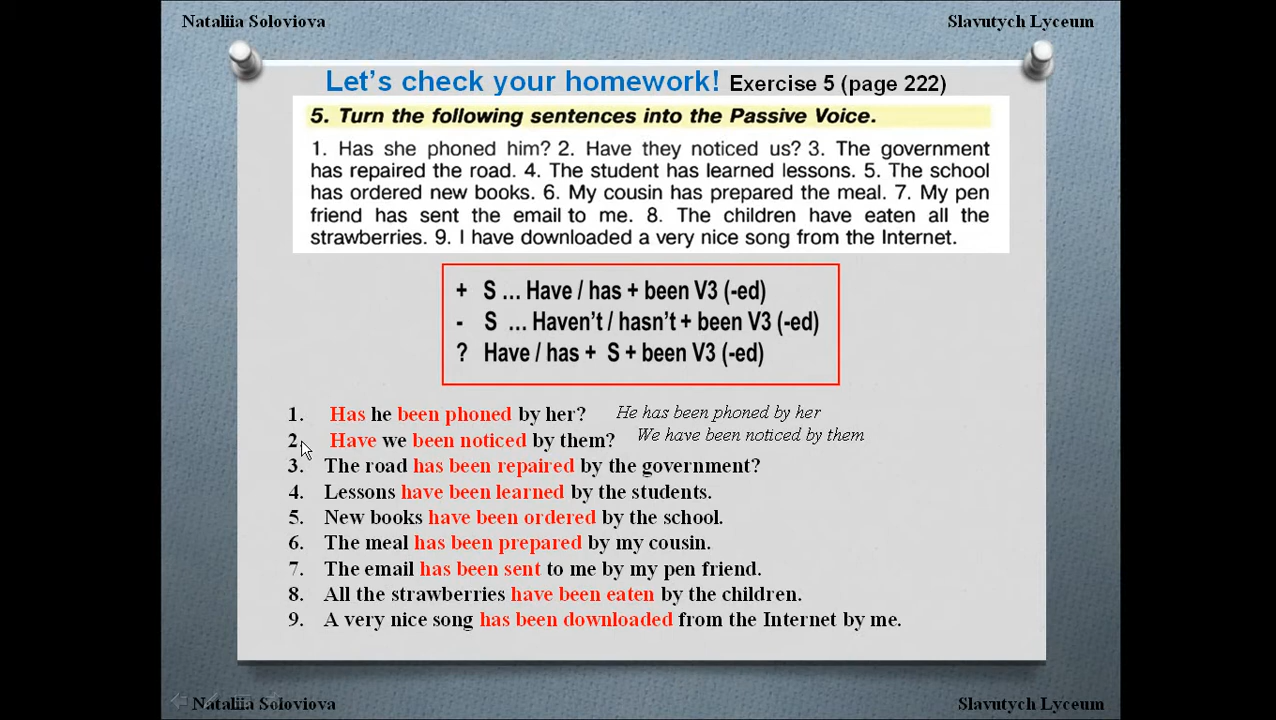 Nataliia Soloviova
Slavutych Lyceum
Let's check your homework! Exercise 5 (page 222)
5. Turn the following sentences into the Passive Voice.
1. Has she phoned him? 2. Have they noticed us? 3. The government
has repaired the road. 4. The student has learned lessons. 5. The school
has ordered new books. 6. My cousin has prepared the meal. 7. My pen
friend has sent the email to me. 8. The children have eaten all the
strawberries. 9. I have downloaded a very nice song from the Internet.
+ S … Have / has + been V3 (-ed)
- S … Haven't / hasn't + been V3 (-ed)
? Have / has + S + been V3 (-ed)
1. Has he been phoned by her? He has been phoned by her
2. Have we been noticed by them? We have been noticed by them
3. The road has been repaired by the government?
4. Lessons have been learned by the students.
5. New books have been ordered by the school.
6. The meal has been prepared by my cousin.
7. The email has been sent to me by my pen friend.
8. All the strawberries have been eaten by the children.
9. A very nice song has been downloaded from the Internet by me.
Nataliia Soloviova
Slavutych Lyceum